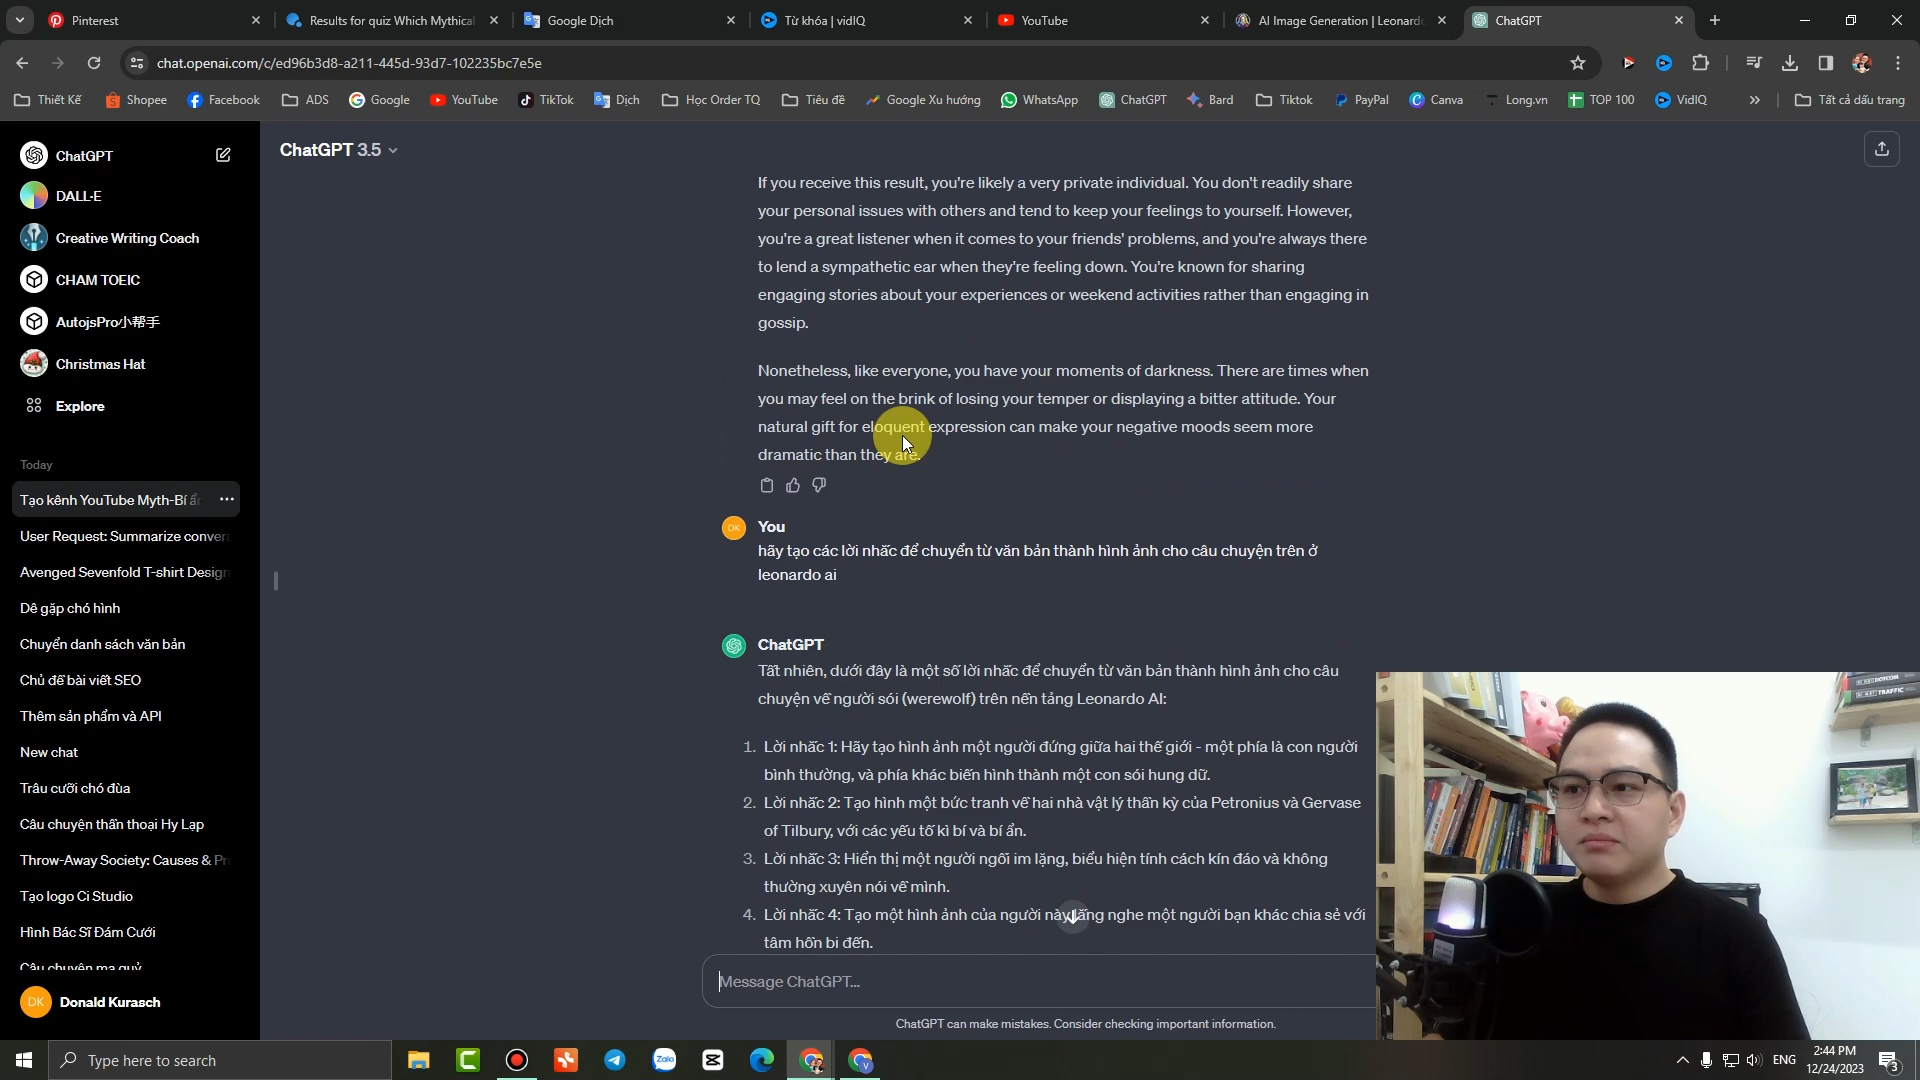 Pinterest
Results for quiz Which Mythical
Google Dịch
Từ khóa | vidIQ
YouTube
AI Image Generation | Leonardo
ChatGPT
chat.openai.com/c/ed96b3d8-a211-445d-93d7-102235bc7e5e
Thiết Kế
Shopee
Facebook
ADS
Google
YouTube
TikTok
Dịch
Học Order TQ
Tiêu đề
Google Xu hướng
WhatsApp
ChatGPT
Bard
Tiktok
PayPal
Canva
Long.vn
TOP 100
VidIQ
Tất cả dấu trang
ChatGPT
DALL·E
Creative Writing Coach
CHAM TOEIC
AutojsPro小帮手
Christmas Hat
Explore
Today
Tạo kênh YouTube Myth-Bí ẩ
User Request: Summarize conver
Avenged Sevenfold T-shirt Design
Dê gặp chó hình
Chuyển danh sách văn bản
Chủ đề bài viết SEO
Thêm sản phẩm và API
New chat
Trâu cưỡi chó đùa
Câu chuyện thần thoại Hy Lạp
Throw-Away Society: Causes & Pr
Tạo logo Ci Studio
Hình Bác Sĩ Đám Cưới
Câu chuyện ma quỷ
DK
Donald Kurasch
ChatGPT 3.5
If you receive this result, you're likely a very private individual. You don't readily share
your personal issues with others and tend to keep your feelings to yourself. However,
you're a great listener when it comes to your friends' problems, and you're always there
to lend a sympathetic ear when they're feeling down. You're known for sharing
engaging stories about your experiences or weekend activities rather than engaging in
gossip.
Nonetheless, like everyone, you have your moments of darkness. There are times when
you may feel on the brink of losing your temper or displaying a bitter attitude. Your
natural gift for eloquent expression can make your negative moods seem more
dramatic than they are.
DK
You
hãy tạo các lời nhắc để chuyển từ văn bản thành hình ảnh cho câu chuyện trên ở
leonardo ai
ChatGPT
Tất nhiên, dưới đây là một số lời nhắc để chuyển từ văn bản thành hình ảnh cho câu
chuyện về người sói (werewolf) trên nền tảng Leonardo AI:
1. Lời nhắc 1: Hãy tạo hình ảnh một người đứng giữa hai thế giới - một phía là con người
bình thường, và phía khác biến hình thành một con sói hung dữ.
2. Lời nhắc 2: Tạo hình một bức tranh về hai nhà vật lý thần kỳ của Petronius và Gervase
of Tilbury, với các yếu tố kì bí và bí ẩn.
3. Lời nhắc 3: Hiển thị một người ngồi im lặng, biểu hiện tính cách kín đáo và không
thường xuyên nói về mình.
4. Lời nhắc 4: Tạo một hình ảnh của người này lắng nghe một người bạn khác chia sẻ với
tâm hồn bi đến.
Message ChatGPT...
ChatGPT can make mistakes. Consider checking important information.
DOTCOM
TRAFFIC
Type here to search
Zalo
V
ENG
2:44 PM
12/24/2023
3